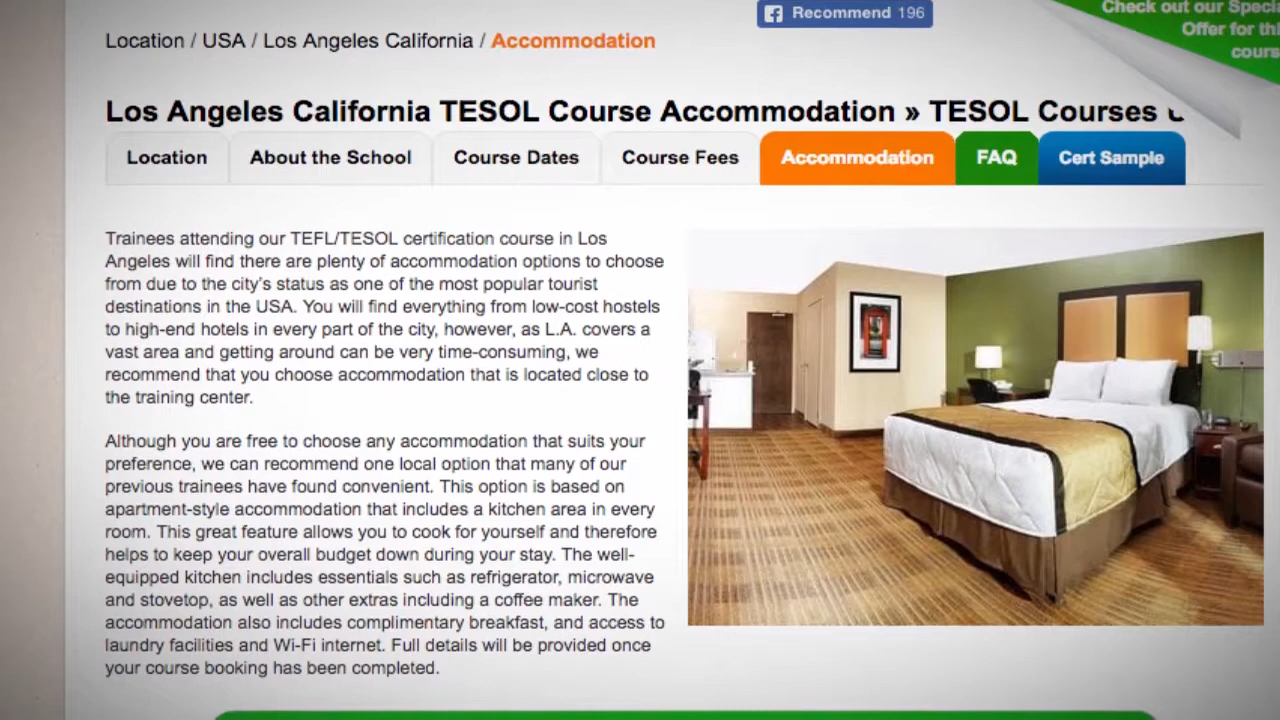 Recommend 196
Check out our
Offer for
Location / USA / Los Angeles California / Accommodation
Los Angeles California TESOL Course Accommodation » TESOL Courses
Location About the School Course Dates Course Fees Accommodation FAQ Cert Sample
Trainees attending our TEFL/TESOL certification course in Los
Angeles will find there are plenty of accommodation options to choose
from due to the city's status as one of the most popular tourist
destinations in the USA. You will find everything from low-cost hostels
to high-end hotels in every part of the city, however, as L.A. covers a
vast area and getting around can be very time-consuming, we
recommend that you choose accommodation that is located close to
the training center.
Although you are free to choose any accommodation that suits your
preference, we can recommend one local option that many of our
previous trainees have found convenient. This option is based on
apartment-style accommodation that includes a kitchen area in every
room. This great feature allows you to cook for yourself and therefore
helps to keep your overall budget down during your stay. The well-
equipped kitchen includes essentials such as refrigerator, microwave
and stovetop, as well as other extras including a coffee maker. The
accommodation also includes complimentary breakfast, and access to
laundry facilities and Wi-Fi internet. Full details will be provided once
your course booking has been completed.